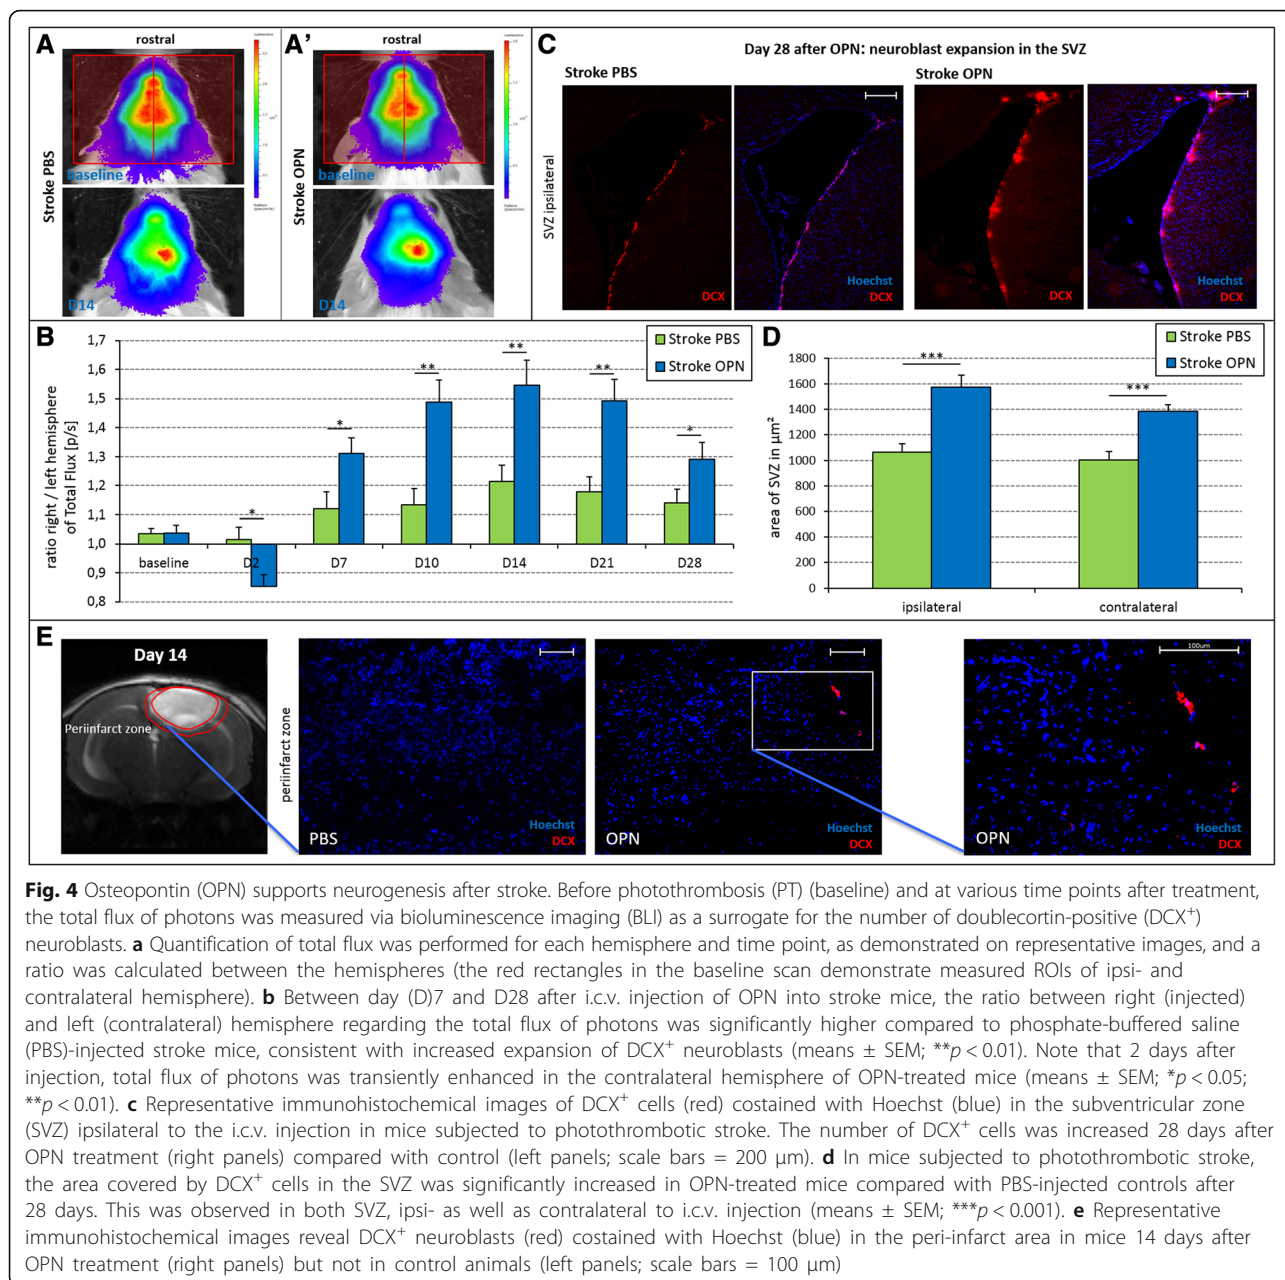 A
rostral
A'
rostral
Stroke PBS
baseline
D14
Stroke OPN
baseline
D14
C
Day 28 after OPN: neuroblast expansion in the SVZ
Stroke PBS
Stroke OPN
SVZ ipsilateral
DCX
Hoechst
DCX
DCX
Hoechst
DCX
B
ratio right / left hemisphere
of Total Flux [p/s]
1,7
1,6
1,5
1,4
1,3
1,2
1,1
1,0
0,9
0,8
Stroke PBS
Stroke OPN
*
*
**
**
**
*
baseline
D2
D7
D10
D14
D21
D28
D
area of SVZ in µm²
1800
1600
1400
1200
1000
800
600
400
200
0
Stroke PBS
Stroke OPN
***
***
ipsilateral
contralateral
E
Day 14
Periinfarct zone
periinfarct zone
PBS
Hoechst
DCX
OPN
Hoechst
DCX
100um
OPN
Hoechst
DCX
Fig. 4 Osteopontin (OPN) supports neurogenesis after stroke. Before photothrombosis (PT) (baseline) and at various time points after treatment,
the total flux of photons was measured via bioluminescence imaging (BLI) as a surrogate for the number of doublecortin-positive (DCX⁺)
neuroblasts. a Quantification of total flux was performed for each hemisphere and time point, as demonstrated on representative images, and a
ratio was calculated between the hemispheres (the red rectangles in the baseline scan demonstrate measured ROIs of ipsi- and
contralateral hemisphere). b Between day (D)7 and D28 after i.c.v. injection of OPN into stroke mice, the ratio between right (injected)
and left (contralateral) hemisphere regarding the total flux of photons was significantly higher compared to phosphate-buffered saline
(PBS)-injected stroke mice, consistent with increased expansion of DCX⁺ neuroblasts (means ± SEM; **p < 0.01). Note that 2 days after
injection, total flux of photons was transiently enhanced in the contralateral hemisphere of OPN-treated mice (means ± SEM; *p < 0.05;
**p < 0.01). c Representative immunohistochemical images of DCX⁺ cells (red) costained with Hoechst (blue) in the subventricular zone
(SVZ) ipsilateral to the i.c.v. injection in mice subjected to photothrombotic stroke. The number of DCX⁺ cells was increased 28 days after
OPN treatment (right panels) compared with control (left panels; scale bars = 200 µm). d In mice subjected to photothrombotic stroke,
the area covered by DCX⁺ cells in the SVZ was significantly increased in OPN-treated mice compared with PBS-injected controls after
28 days. This was observed in both SVZ, ipsi- as well as contralateral to i.c.v. injection (means ± SEM; ***p < 0.001). e Representative
immunohistochemical images reveal DCX⁺ neuroblasts (red) costained with Hoechst (blue) in the peri-infarct area in mice 14 days after
OPN treatment (right panels) but not in control animals (left panels; scale bars = 100 µm)